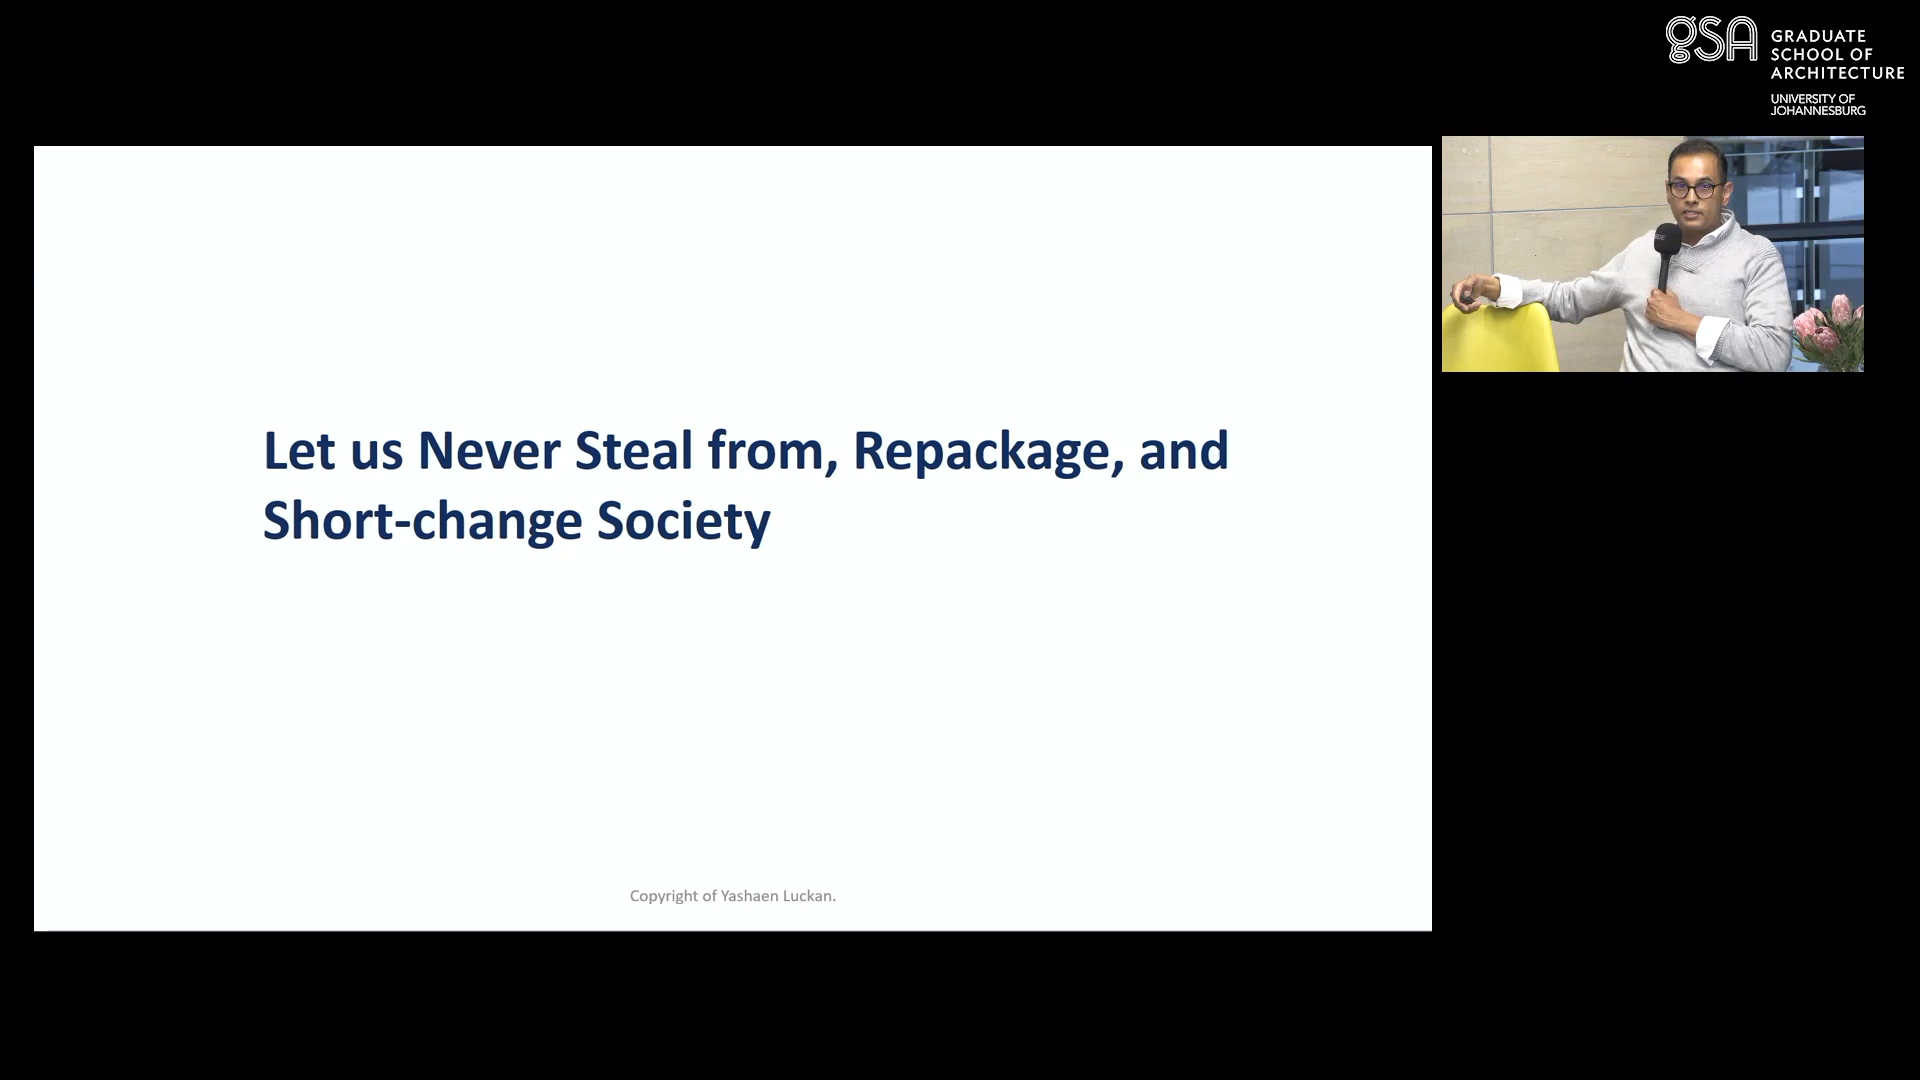 gSA
GRADUATE
SCHOOL OF
ARCHITECTURE
UNIVERSITY OF
JOHANNESBURG
Let us Never Steal from, Repackage, and
Short-change Society
Copyright of Yashaen Luckan.